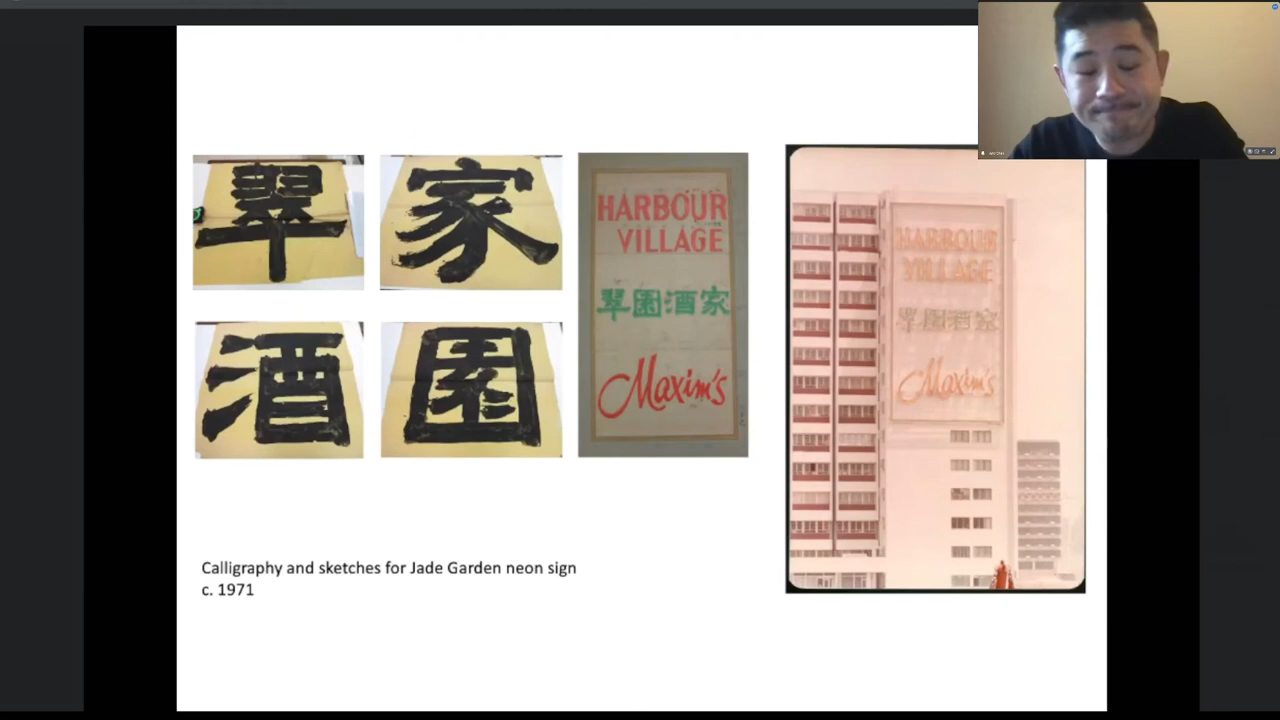 翠
家
酒
園
HARBOUR
VILLAGE
翠園酒家
Maxim's
HARBOUR
VILLAGE
翠園酒家
Maxim's
Calligraphy and sketches for Jade Garden neon sign
c. 1971